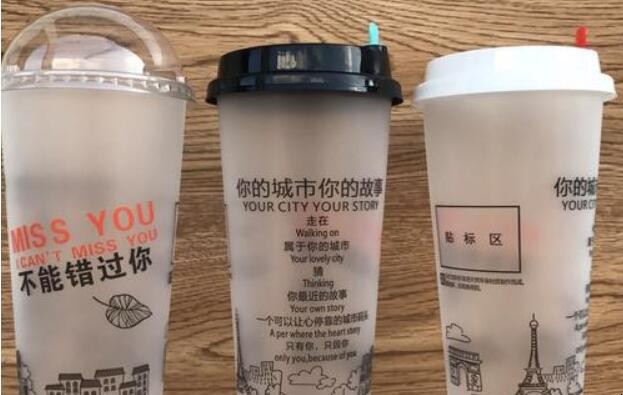 MISS YOU
I CAN'T MISS YOU
不能错过你
你的城市你的故事
YOUR CITY YOUR STORY
走在
Walking on
属于你的城市
Your lovely city
猜
Thinking
你最近的故事
Your own story
一个可以让心停靠的城市码头
A per where the heart story
只有你，只因你
only you,because of you
你的城
YOUR C
贴标区